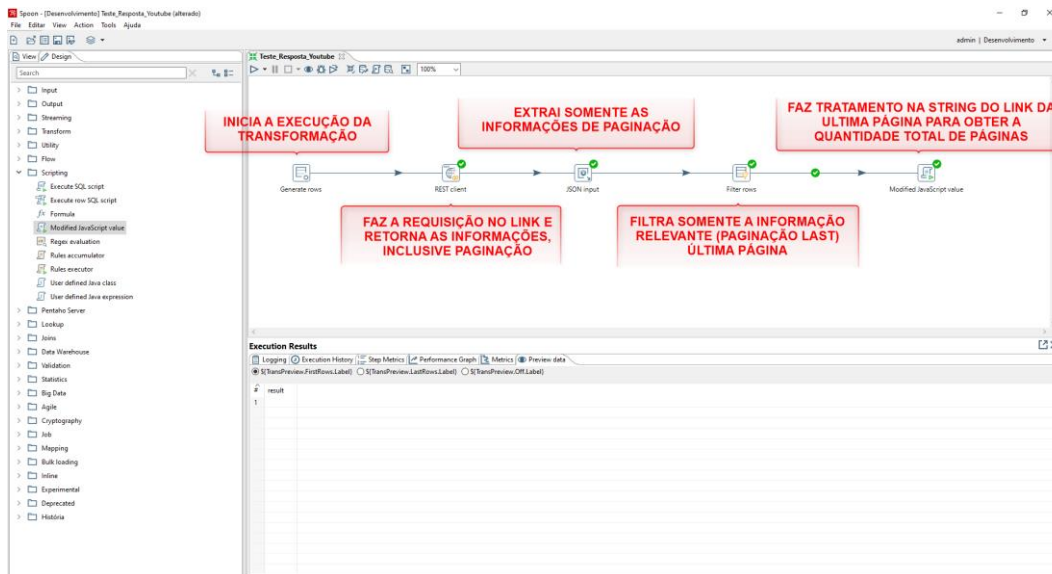 Spoon - [Desenvolvimento] Teste_Resposta_Youtube (alterado)
File Editar View Action Tools Ajuda
admin | Desenvolvimento
View Design
Search
Input
Output
Streaming
Transform
Utility
Flow
Scripting
Execute SQL script
Execute row SQL script
Formula
Modified JavaScript value
Regex evaluation
Rules accumulator
Rules executor
User defined Java class
User defined Java expression
Pentaho Server
Lookup
Joins
Data Warehouse
Validation
Statistics
Big Data
Agile
Cryptography
Job
Mapping
Bulk loading
Inline
Experimental
Deprecated
História
Teste_Resposta_Youtube
100%
INICIA A EXECUÇÃO DA
TRANSFORMAÇÃO
EXTRAI SOMENTE AS
INFORMAÇÕES DE PAGINAÇÃO
FAZ TRATAMENTO NA STRING DO LINK DA
ULTIMA PÁGINA PARA OBTER A
QUANTIDADE TOTAL DE PÁGINAS
Generate rows
REST client
JSON input
Filter rows
Modified JavaScript value
FAZ A REQUISIÇÃO NO LINK E
RETORNA AS INFORMAÇÕES,
INCLUSIVE PAGINAÇÃO
FILTRA SOMENTE A INFORMAÇÃO
RELEVANTE (PAGINAÇÃO LAST)
ÚLTIMA PÁGINA
Execution Results
Logging Execution History Step Metrics Performance Graph Metrics Preview data
${TransPreview.FirstRows.Label} ${TransPreview.LastRows.Label} ${TransPreview.Off.Label}
# result
1